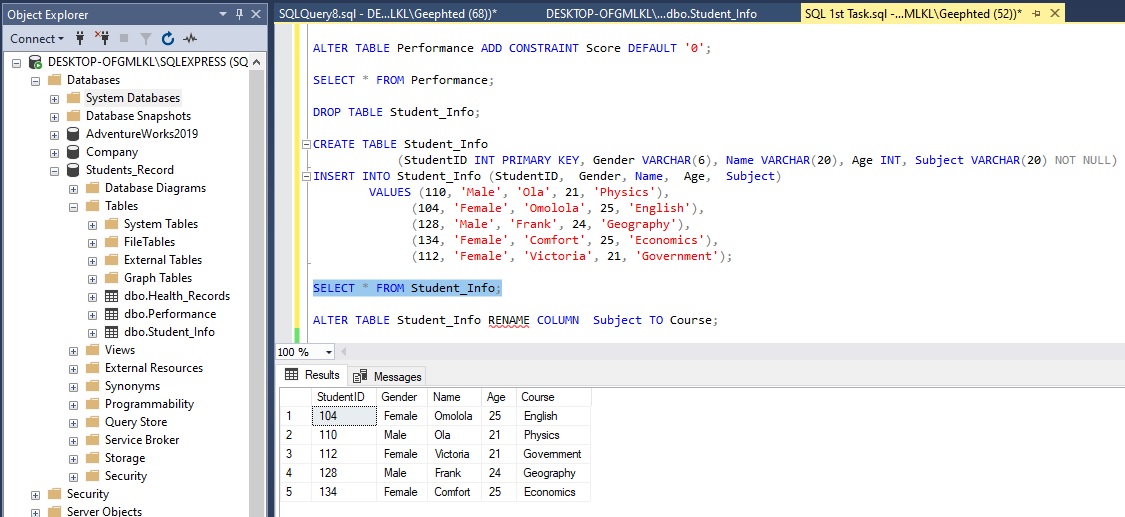 Object Explorer
Connect
DESKTOP-OFGMLKL\SQLEXPRESS (SQ
Databases
System Databases
Database Snapshots
AdventureWorks2019
Company
Students_Record
Database Diagrams
Tables
System Tables
FileTables
External Tables
Graph Tables
dbo.Health_Records
dbo.Performance
dbo.Student_Info
Views
External Resources
Synonyms
Programmability
Query Store
Service Broker
Storage
Security
Security
Server Objects
SQLQuery8.sql - DE...LKL\Geephted (68))* DESKTOP-OFGMLKL\...dbo.Student_Info SQL 1st Task.sql -...MLKL\Geephted (52))*
ALTER TABLE Performance ADD CONSTRAINT Score DEFAULT '0';
SELECT * FROM Performance;
DROP TABLE Student_Info;
CREATE TABLE Student_Info
(StudentID INT PRIMARY KEY, Gender VARCHAR(6), Name VARCHAR(20), Age INT, Subject VARCHAR(20) NOT NULL)
INSERT INTO Student_Info (StudentID, Gender, Name, Age, Subject)
VALUES (110, 'Male', 'Ola', 21, 'Physics'),
(104, 'Female', 'Omolola', 25, 'English'),
(128, 'Male', 'Frank', 24, 'Geography'),
(134, 'Female', 'Comfort', 25, 'Economics'),
(112, 'Female', 'Victoria', 21, 'Government');
SELECT * FROM Student_Info;
ALTER TABLE Student_Info RENAME COLUMN Subject TO Course;
100 %
Results Messages
StudentID Gender Name Age Course
1 104 Female Omolola 25 English
2 110 Male Ola 21 Physics
3 112 Female Victoria 21 Government
4 128 Male Frank 24 Geography
5 134 Female Comfort 25 Economics